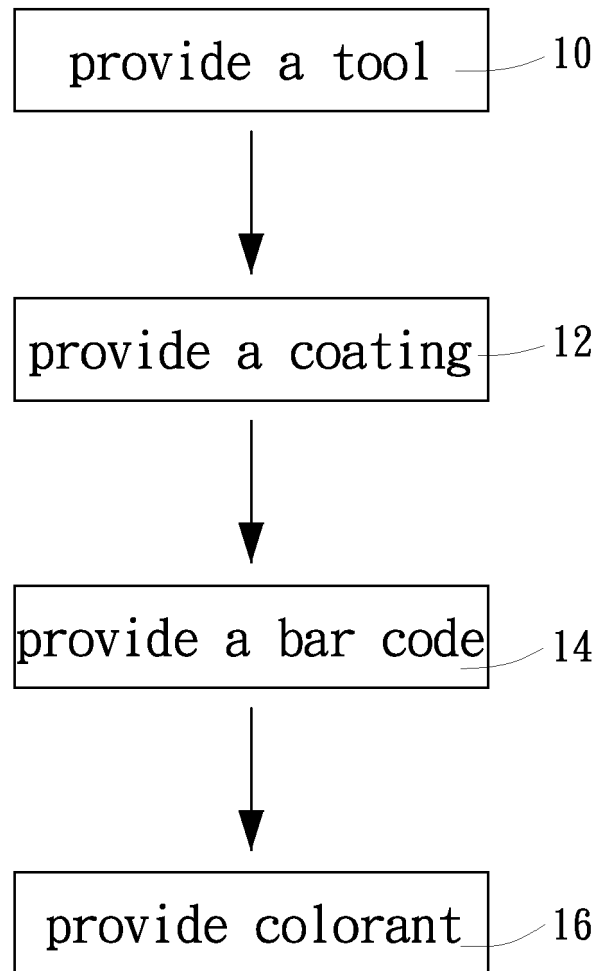 provide a tool 10
provide a coating 12
provide a bar code 14
provide colorant 16